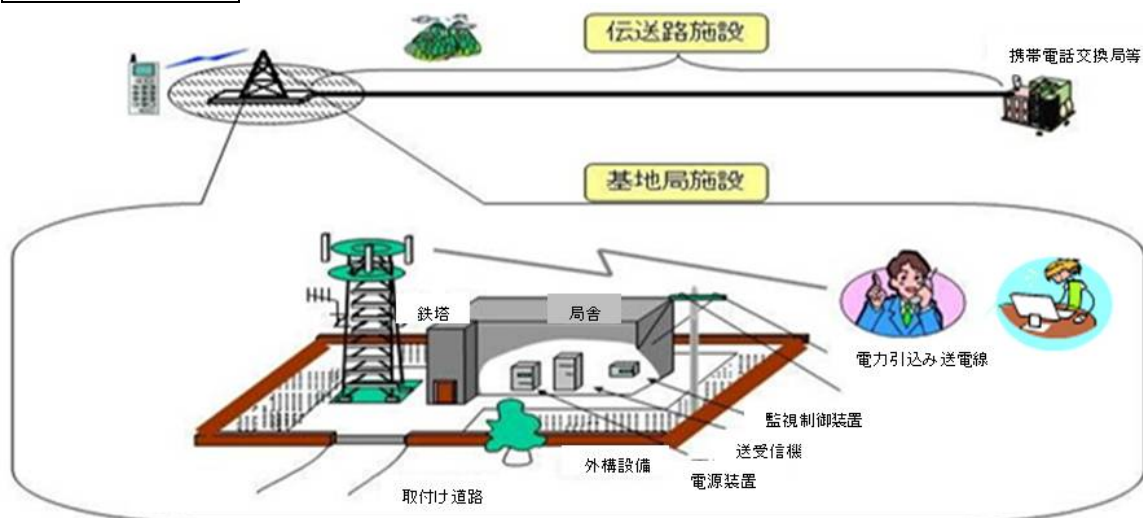 伝送路施設
携帯電話交換局等
基地局施設
鉄塔
局舎
電力引込み送電線
監視制御装置
送受信機
外構設備
電源装置
取付け道路